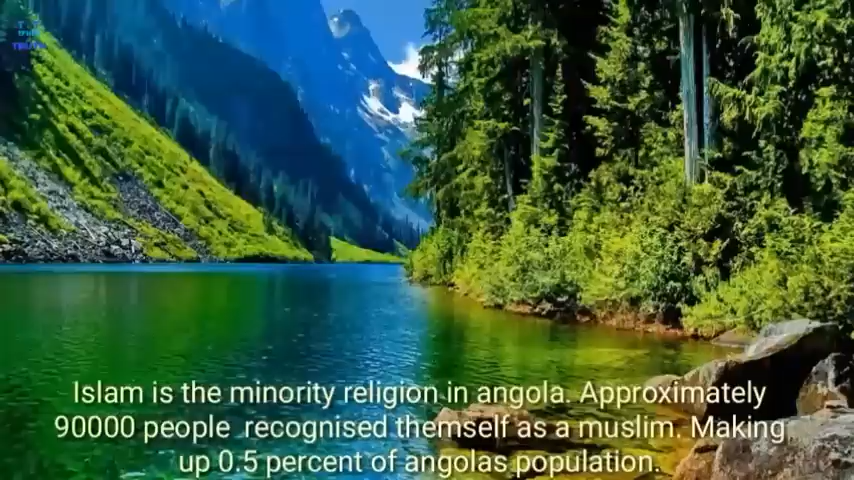 Islam is the minority religion in angola. Approximately
90000 people recognised themself as a muslim. Making
up 0.5 percent of angolas population.